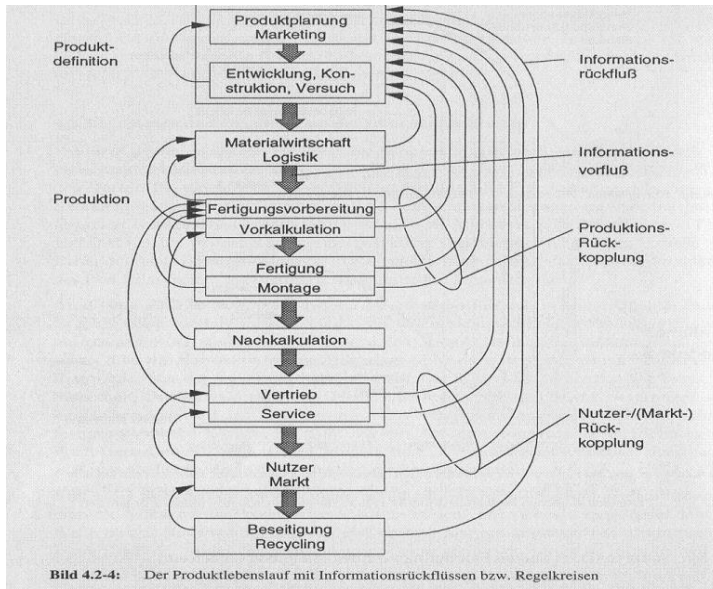 Produktplanung
Marketing
Produkt-
definition
Entwicklung, Kon-
struktion, Versuch
Informations-
rückfluß
Materialwirtschaft
Logistik
Informations-
vorfluß
Produktion
Fertigungsvorbereitung
Vorkalkulation
Produktions-
Rück-
kopplung
Fertigung
Montage
Nachkalkulation
Vertrieb
Service
Nutzer-/(Markt-)
Rück-
kopplung
Nutzer
Markt
Beseitigung
Recycling
Bild 4.2-4: Der Produktlebenslauf mit Informationsrückflüssen bzw. Regelkreisen